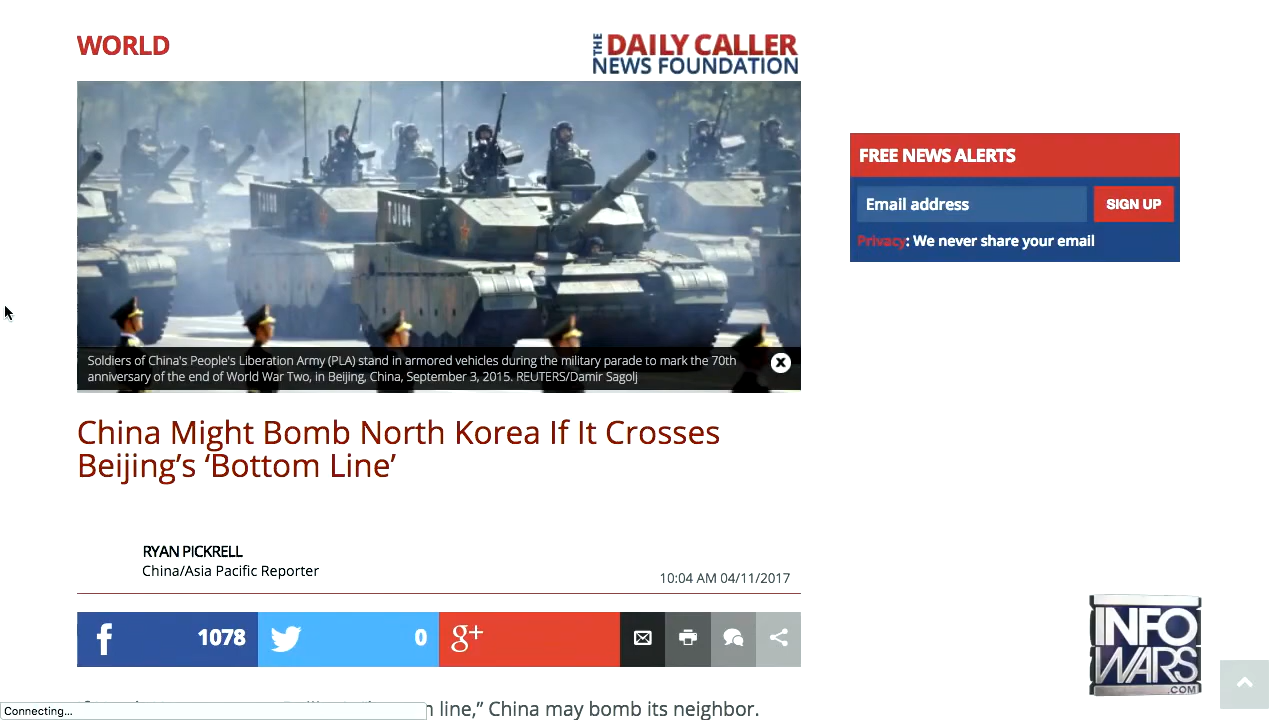 WORLD
THE DAILY CALLER
NEWS FOUNDATION
FREE NEWS ALERTS
Email address
SIGN UP
Privacy: We never share your email
Soldiers of China's People's Liberation Army (PLA) stand in armored vehicles during the military parade to mark the 70th
anniversary of the end of World War Two, in Beijing, China, September 3, 2015. REUTERS/Damir Sagolj
China Might Bomb North Korea If It Crosses
Beijing's ‘Bottom Line’
RYAN PICKRELL
China/Asia Pacific Reporter
10:04 AM 04/11/2017
f 1078
0
g+
INFO
WARS
.COM
line,” China may bomb its neighbor.
Connecting...